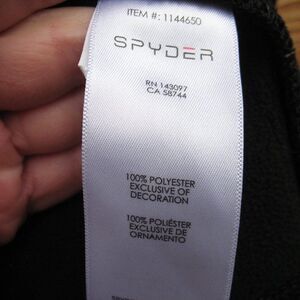 ITEM #: 1144650
SPYDER
RN 143097
CA 58744
100% POLYESTER
EXCLUSIVE OF
DECORATION
100% POLIÉSTER
EXCLUSIVE DE
ORNAMENTO